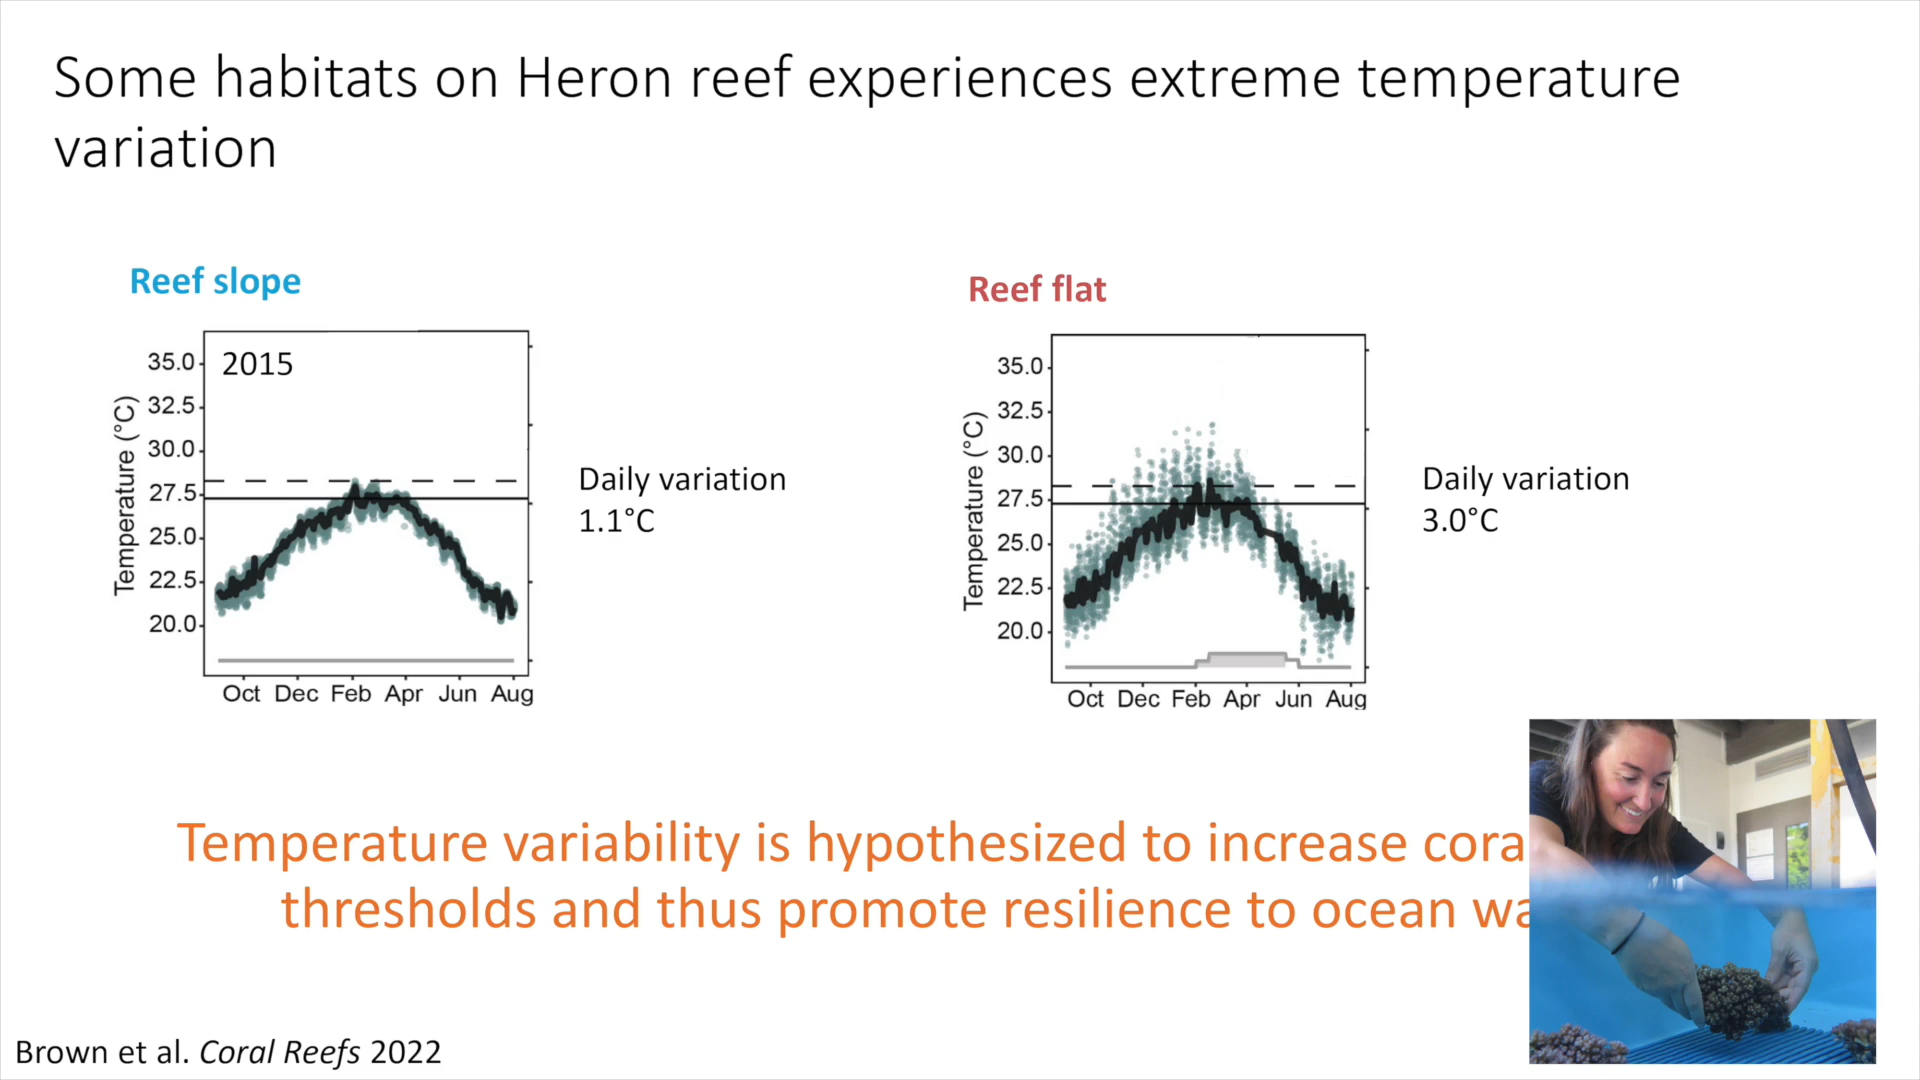 Some habitats on Heron reef experiences extreme temperature
variation
Reef slope
2015
Temperature (°C)
35.0
32.5
30.0
27.5
25.0
22.5
20.0
Oct Dec Feb Apr Jun Aug
Daily variation
1.1°C
Reef flat
Temperature (°C)
35.0
32.5
30.0
27.5
25.0
22.5
20.0
Oct Dec Feb Apr Jun Aug
Daily variation
3.0°C
Temperature variability is hypothesized to increase
thresholds and thus promote resilience to ocean
Brown et al. Coral Reefs 2022